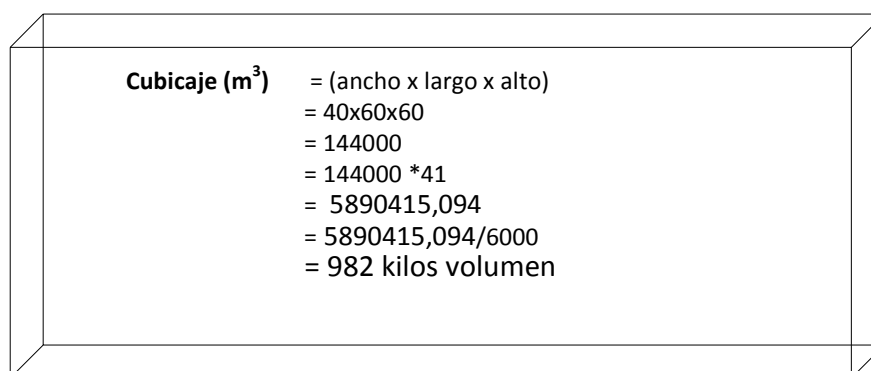 Cubicaje (m³) = (ancho x largo x alto)
= 40x60x60
= 144000
= 144000 *41
= 5890415,094
= 5890415,094/6000
= 982 kilos volumen